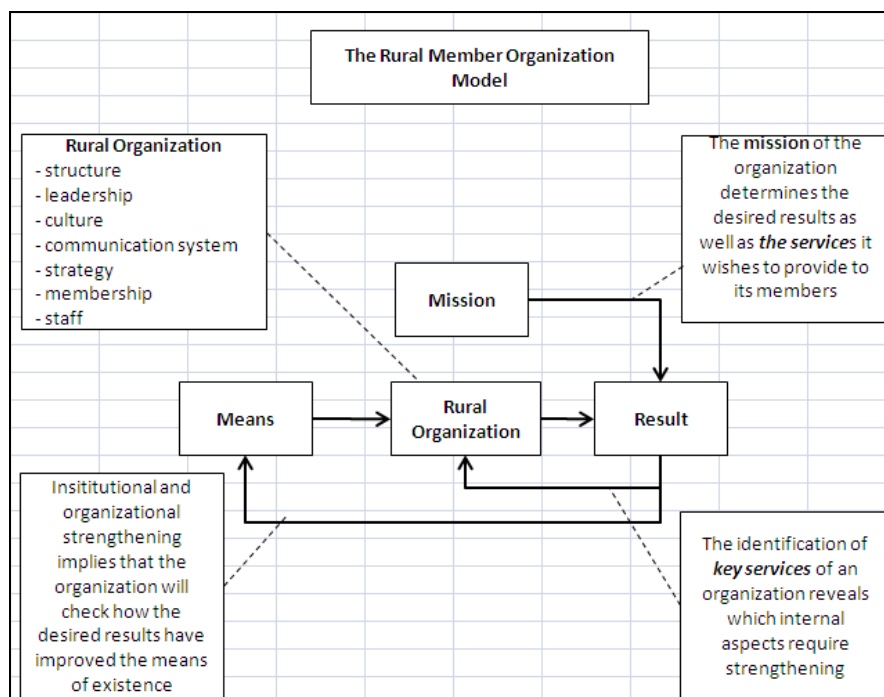 The Rural Member Organization
Model
Rural Organization
- structure
- leadership
- culture
- communication system
- strategy
- membership
- staff
The mission of the
organization
determines the
desired results as
well as the services it
wishes to provide to
its members
Mission
Means
Rural
Organization
Result
Insititutional and
organizational
strengthening
implies that the
organization will
check how the
desired results have
improved the means
of existence
The identification of
key services of an
organization reveals
which internal
aspects require
strengthening